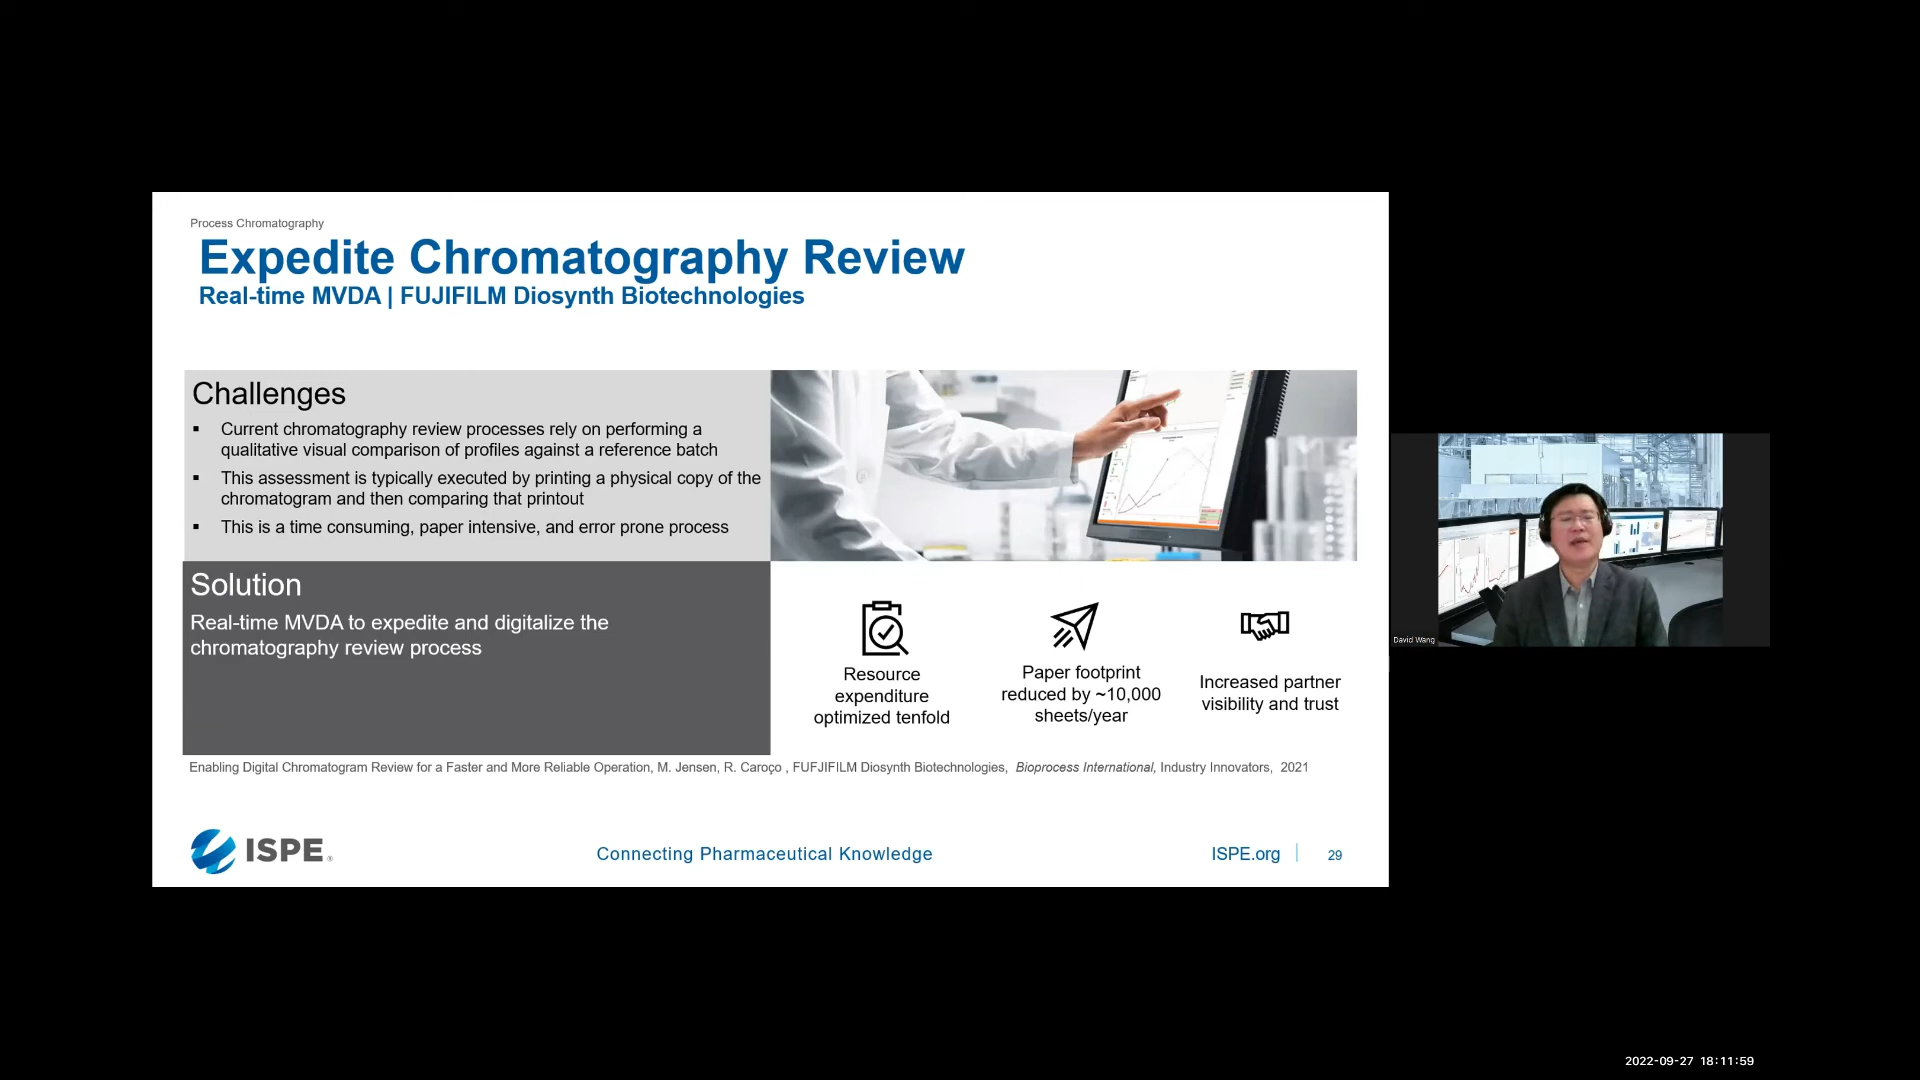 Process Chromatography
Expedite Chromatography Review
Real-time MVDA | FUJIFILM Diosynth Biotechnologies
Challenges
▪ Current chromatography review processes rely on performing a
qualitative visual comparison of profiles against a reference batch
▪ This assessment is typically executed by printing a physical copy of the
chromatogram and then comparing that printout
▪ This is a time consuming, paper intensive, and error prone process
Solution
Real-time MVDA to expedite and digitalize the
chromatography review process
Resource
expenditure
optimized tenfold
Paper footprint
reduced by ~10,000
sheets/year
Increased partner
visibility and trust
Enabling Digital Chromatogram Review for a Faster and More Reliable Operation, M. Jensen, R. Caroço , FUFJIFILM Diosynth Biotechnologies, Bioprocess International, Industry Innovators, 2021
ISPE®
Connecting Pharmaceutical Knowledge
ISPE.org | 29
David Wang
2022-09-27 18:11:59